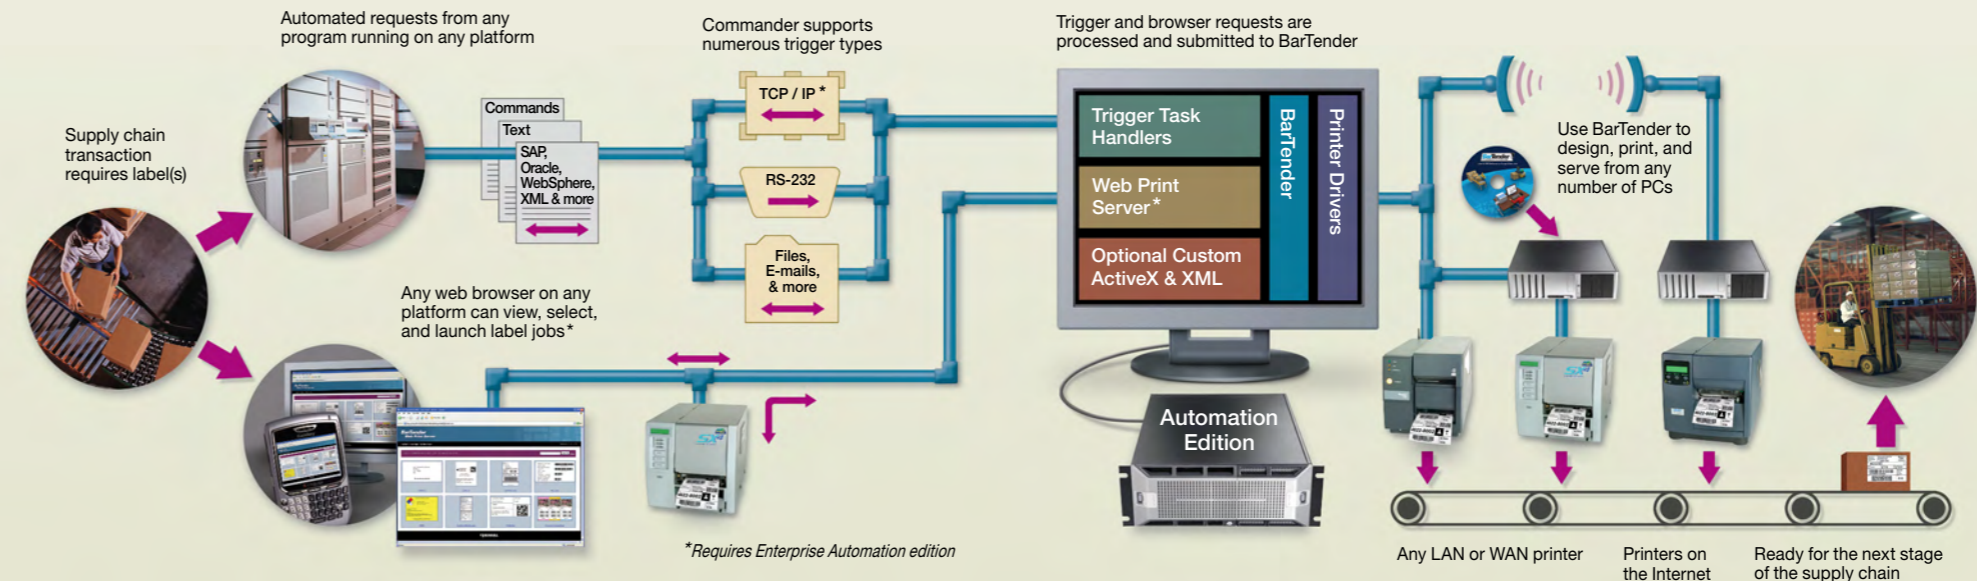 Automated requests from any
program running on any platform
Commander supports
numerous trigger types
Trigger and browser requests are
processed and submitted to BarTender
Supply chain
transaction
requires label(s)
Commands
Text
SAP,
Oracle,
WebSphere,
XML & more
TCP / IP *
RS-232
Files,
E-mails,
& more
Trigger Task
Handlers
Web Print
Server*
Optional Custom
ActiveX & XML
BarTender
Printer Drivers
Use BarTender to
design, print, and
serve from any
number of PCs
Any web browser on any
platform can view, select,
and launch label jobs*
BarTender
Automation
Edition
*Requires Enterprise Automation edition
Any LAN or WAN printer
Printers on
the Internet
Ready for the next stage
of the supply chain